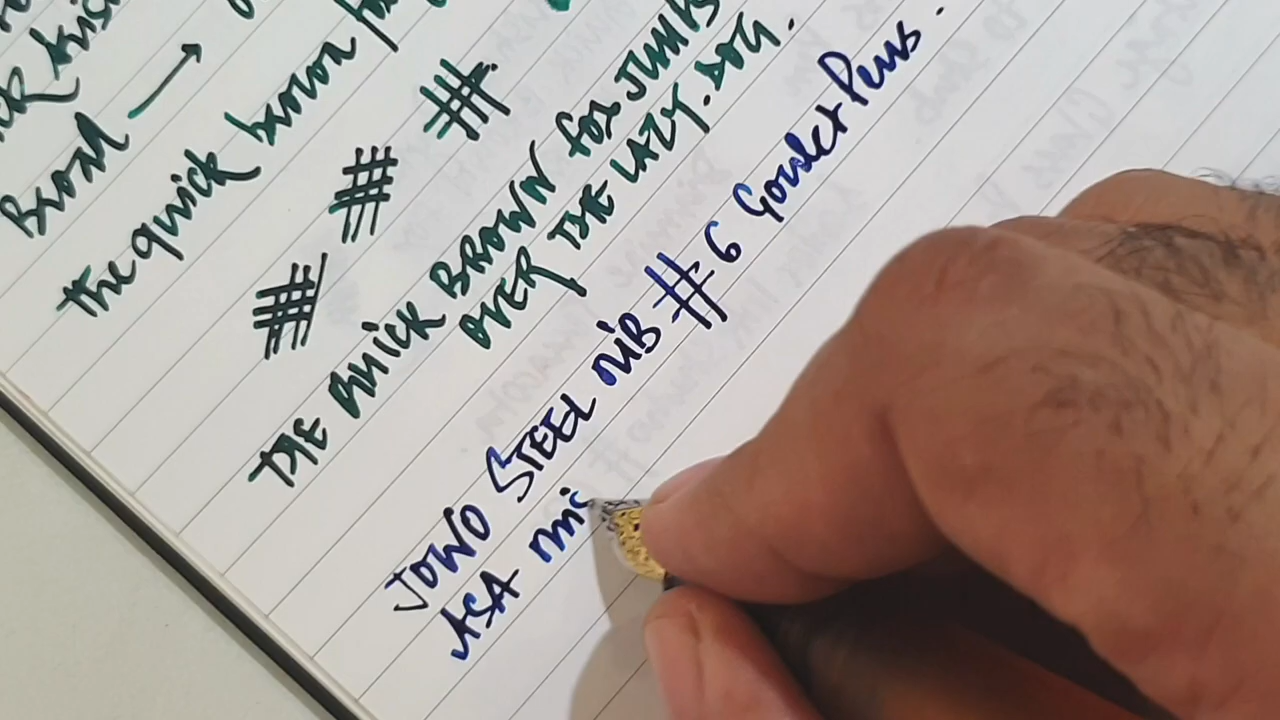 Broad →
the quick brown
THE QUICK BROWN fox JUMPS
OVER THE LAZY. DOG.
JOWO STEEL NIB # 6 Goulet Pens.
ASA